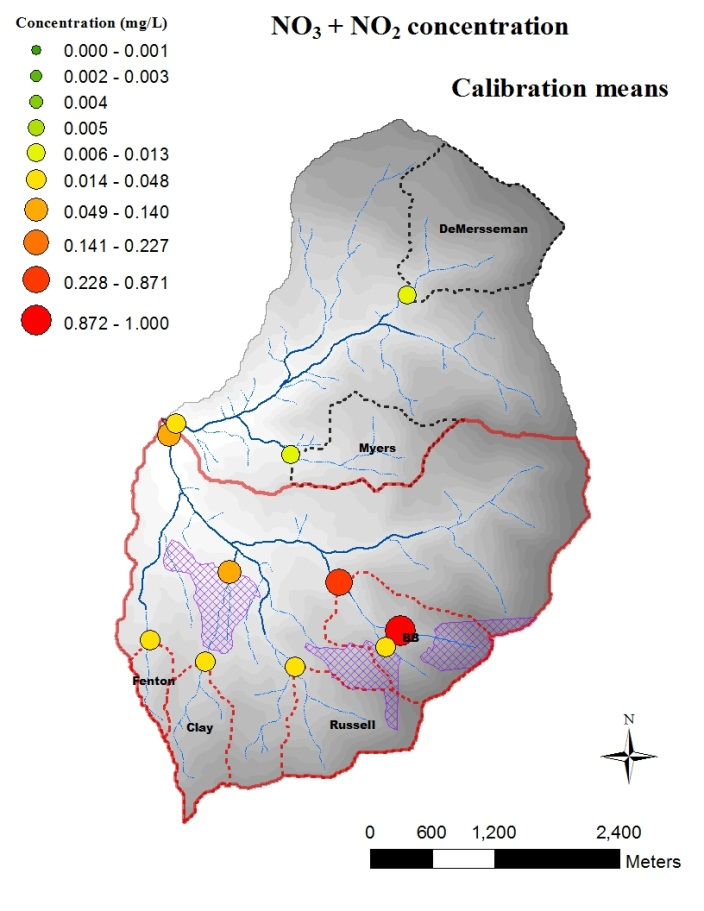 Concentration (mg/L)
NO₃ + NO₂ concentration
0.000 - 0.001
0.002 - 0.003
0.004
0.005
0.006 - 0.013
0.014 - 0.048
0.049 - 0.140
0.141 - 0.227
0.228 - 0.871
0.872 - 1.000
Calibration means
DeMersseman
Myers
BB
Fenton
Clay
Russell
N
0 600 1,200 2,400
Meters